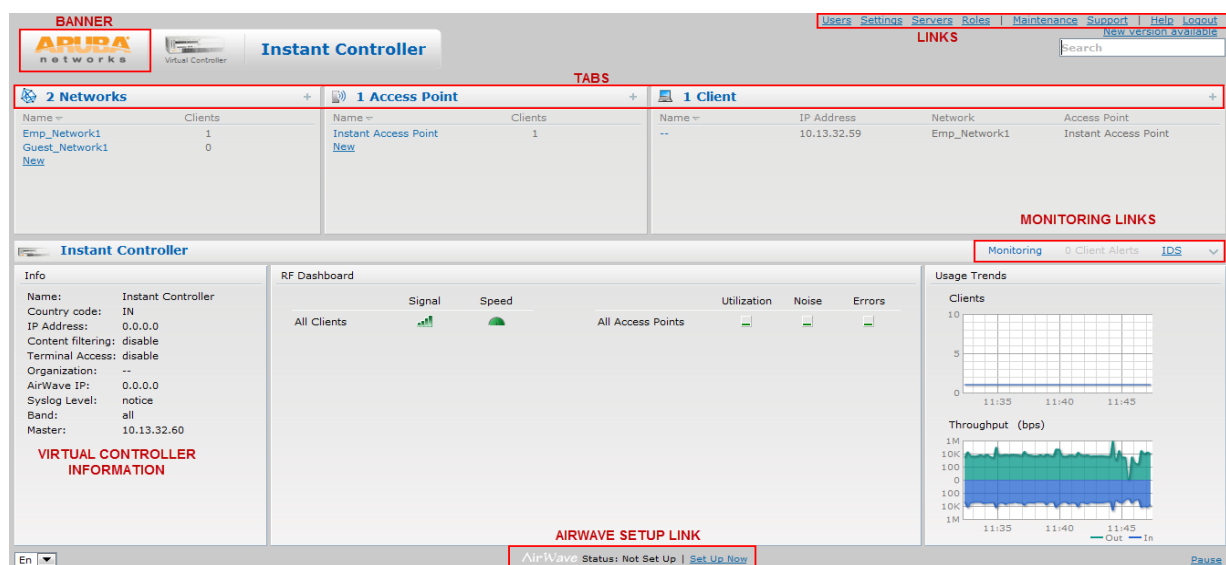 BANNER
Users Settings Servers Roles | Maintenance Support | Help Logout
LINKS
New version available
ARUBA
networks
Virtual Controller
Instant Controller
Search
TABS
2 Networks +
1 Access Point +
1 Client +
Name Clients
Emp_Network1 1
Guest_Network1 0
New
Name Clients
Instant Access Point 1
New
Name IP Address Network Access Point
-- 10.13.32.59 Emp_Network1 Instant Access Point
MONITORING LINKS
Instant Controller
Monitoring 0 Client Alerts IDS
Info
Name: Instant Controller
Country code: IN
IP Address: 0.0.0.0
Content filtering: disable
Terminal Access: disable
Organization: --
AirWave IP: 0.0.0.0
Syslog Level: notice
Band: all
Master: 10.13.32.60
VIRTUAL CONTROLLER
INFORMATION
RF Dashboard
Signal Speed
All Clients
Utilization Noise Errors
All Access Points
Usage Trends
Clients
10
5
0
11:35 11:40 11:45
Throughput (bps)
1M
10K
100
0
100
10K
1M
11:35 11:40 11:45
Out In
AIRWAVE SETUP LINK
En
AirWave Status: Not Set Up | Set Up Now
Pause